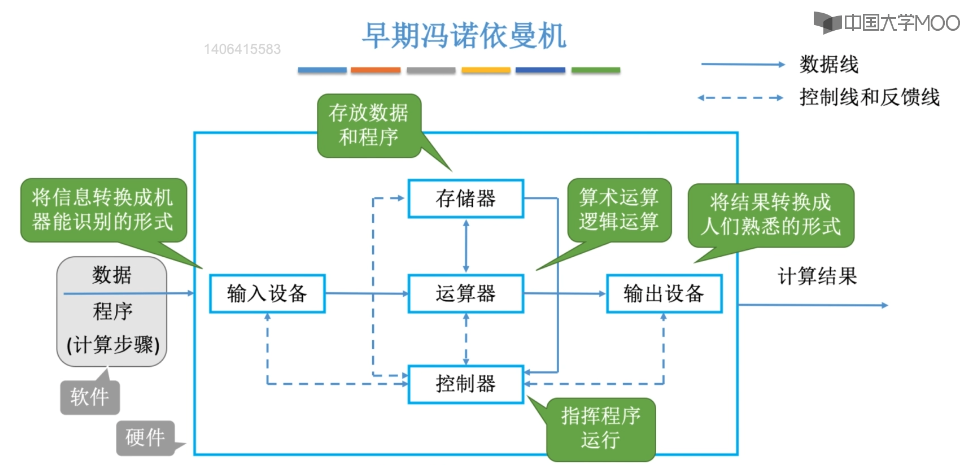 中国大学MOO
早期冯诺依曼机
1406415583
数据线
控制线和反馈线
存放数据
和程序
将信息转换成机
器能识别的形式
存储器
算术运算
逻辑运算
将结果转换成
人们熟悉的形式
数据
程序
(计算步骤)
输入设备
运算器
输出设备
计算结果
控制器
软件
硬件
指挥程序
运行